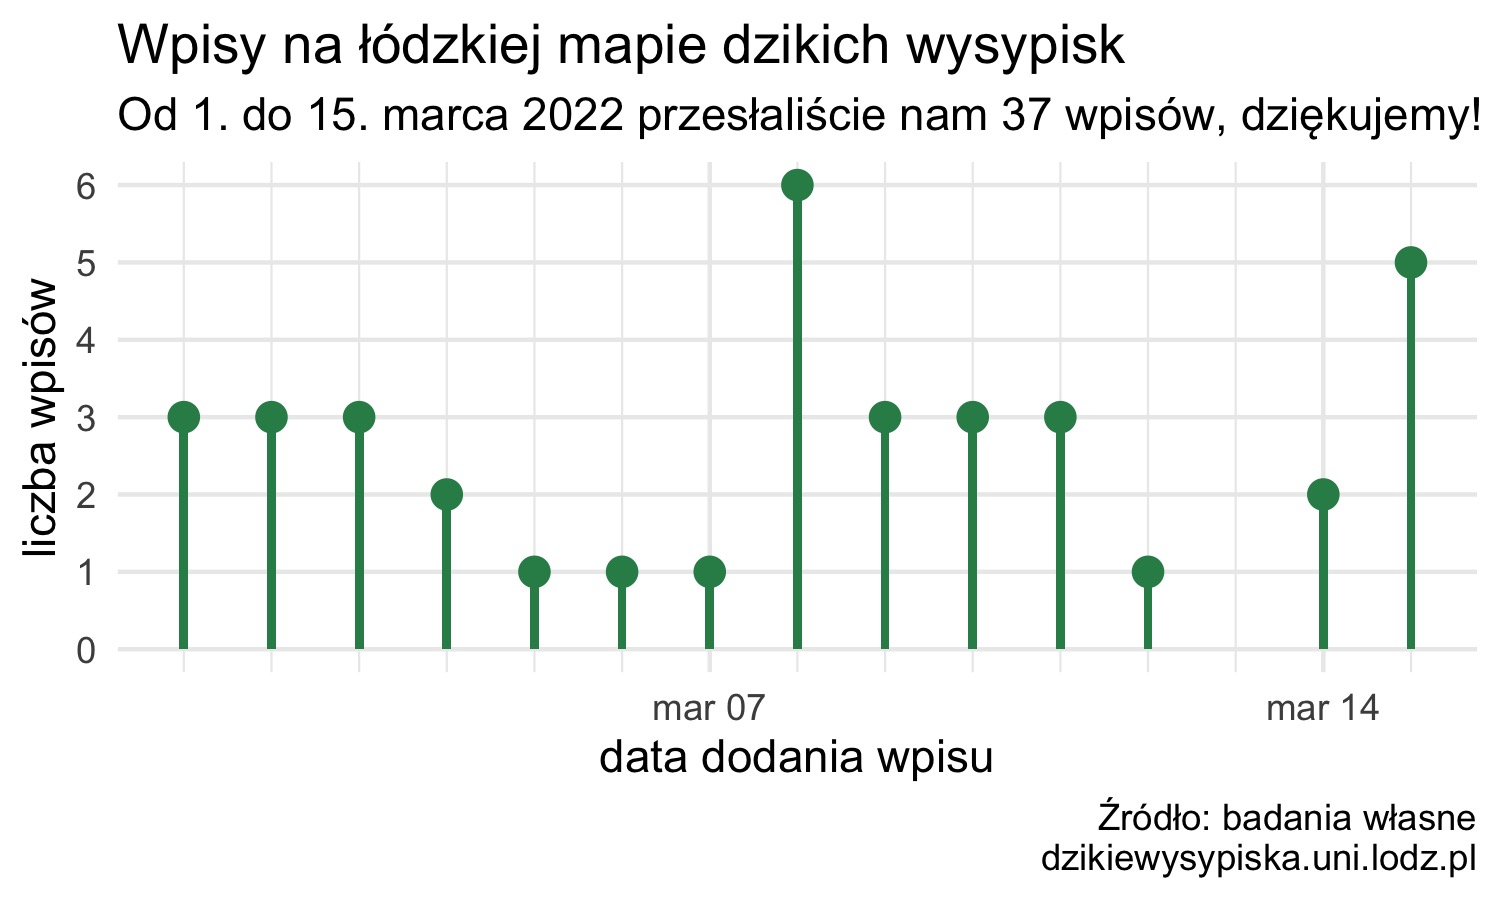 Wpisy na łódzkiej mapie dzikich wysypisk
Od 1. do 15. marca 2022 przesłaliście nam 37 wpisów, dziękujemy!
6
5
4
3
2
1
0
liczba wpisów
mar 07
mar 14
data dodania wpisu
Źródło: badania własne
dzikiewysypiska.uni.lodz.pl